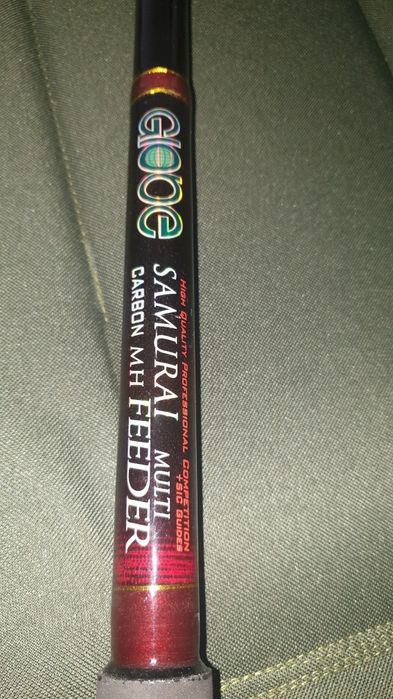 Globe
HIGH QUALITY PROFESSIONAL COMPETITION
+SIC GUIDES
SAMURAI MULTI
CARBON MH FEEDER